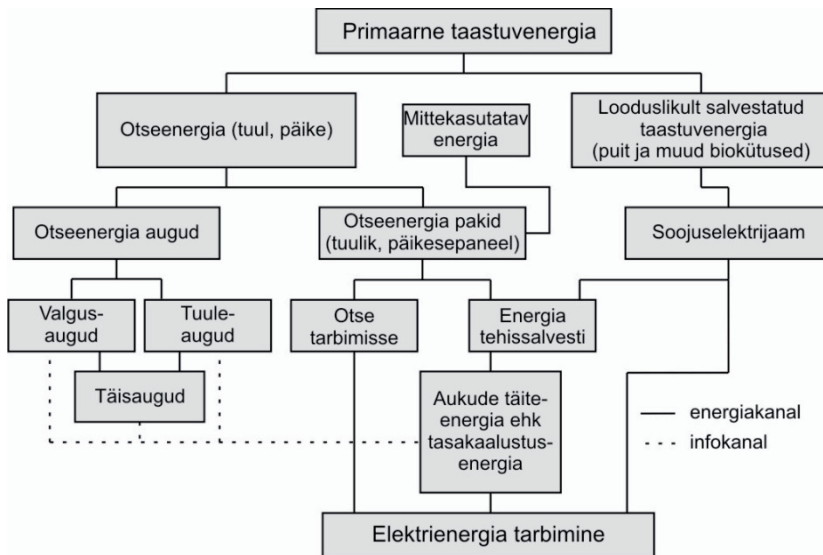 Primaarne taastuvenergia
Otseenergia (tuul, päike)
Mittekasutatav
energia
Looduslikult salvestatud
taastuvenergia
(puit ja muud biokütused)
Otseenergia augud
Otseenergia pakid
(tuulik, päikesepaneel)
Soojuselektrijaam
Valgus-
augud
Tuule-
augud
Otse
tarbimisse
Energia
tehissalvesti
Täisaugud
Aukude täite-
energia ehk
tasakaalustus-
energia
energiakanal
infokanal
Elektrienergia tarbimine